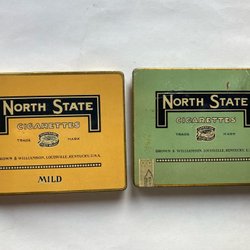 NORTH STATE
CIGARETTES
TRADE MARK
BROWN & WILLIAMSON, LOUISVILLE, KENTUCKY, U.S.A.
MILD
NORTH STATE
CIGARETTES
TRADE MARK
BROWN & WILLIAMSON, LOUISVILLE, KENTUCKY, U.S.A.